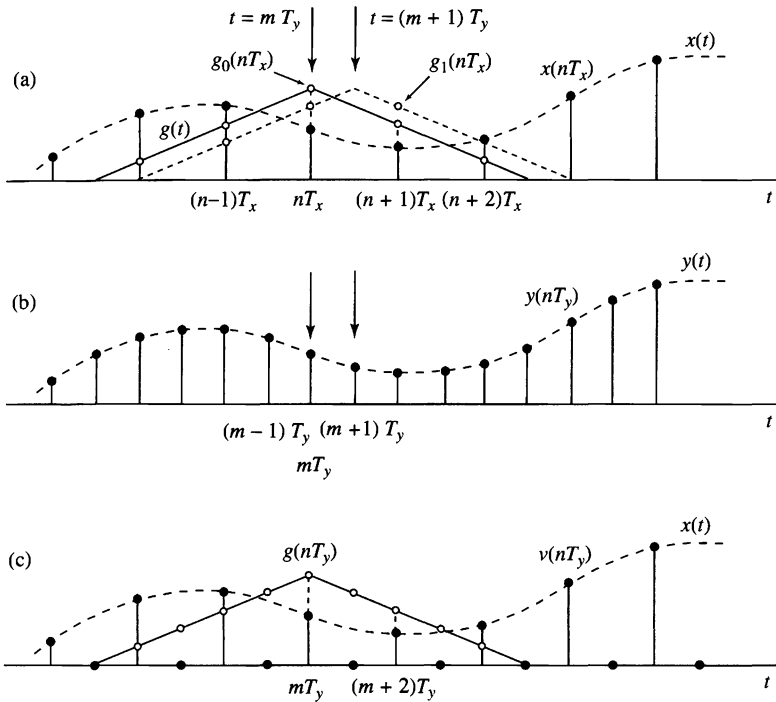 t = m T_y
t = (m + 1) T_y
x(t)
(a)
g_0(nT_x)
g_1(nT_x)
x(nT_x)
g(t)
(n−1)T_x
nT_x
(n + 1)T_x
(n + 2)T_x
t
y(t)
(b)
y(nT_y)
(m − 1) T_y
(m +1) T_y
t
mT_y
x(t)
(c)
g(nT_y)
v(nT_y)
mT_y
(m + 2)T_y
t